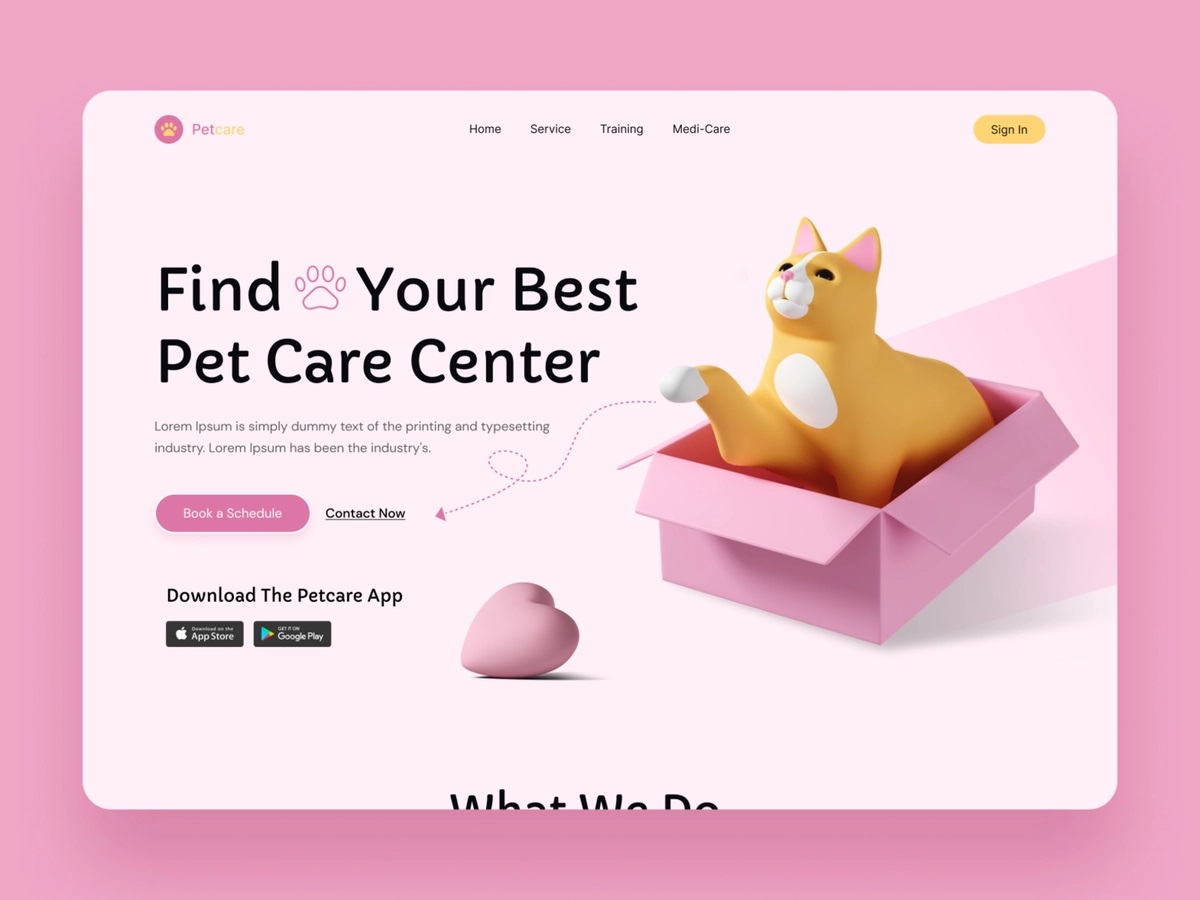 Petcare
Home Service Training Medi-Care
Sign In
Find Your Best
Pet Care Center
Lorem Ipsum is simply dummy text of the printing and typesetting
industry. Lorem Ipsum has been the industry's.
Book a Schedule
Contact Now
Download The Petcare App
Download on the
App Store
GET IT ON
Google Play
What We Do